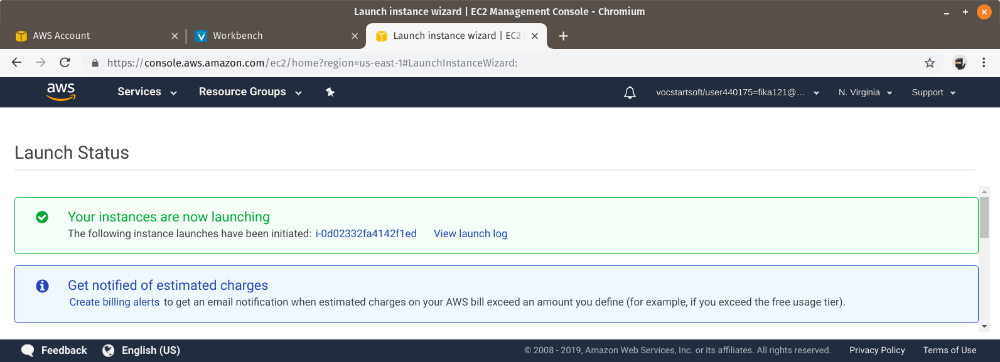 Launch instance wizard | EC2 Management Console - Chromium
AWS Account
Workbench
Launch instance wizard | EC2
https://console.aws.amazon.com/ec2/home?region=us-east-1#LaunchInstanceWizard:
aws
Services
Resource Groups
vocstartsoft/user440175=fika121@...
N. Virginia
Support
Launch Status
Your instances are now launching
The following instance launches have been initiated: i-0d02332fa4142f1ed View launch log
Get notified of estimated charges
Create billing alerts to get an email notification when estimated charges on your AWS bill exceed an amount you define (for example, if you exceed the free usage tier).
Feedback
English (US)
© 2008 - 2019, Amazon Web Services, Inc. or its affiliates. All rights reserved.
Privacy Policy
Terms of Use